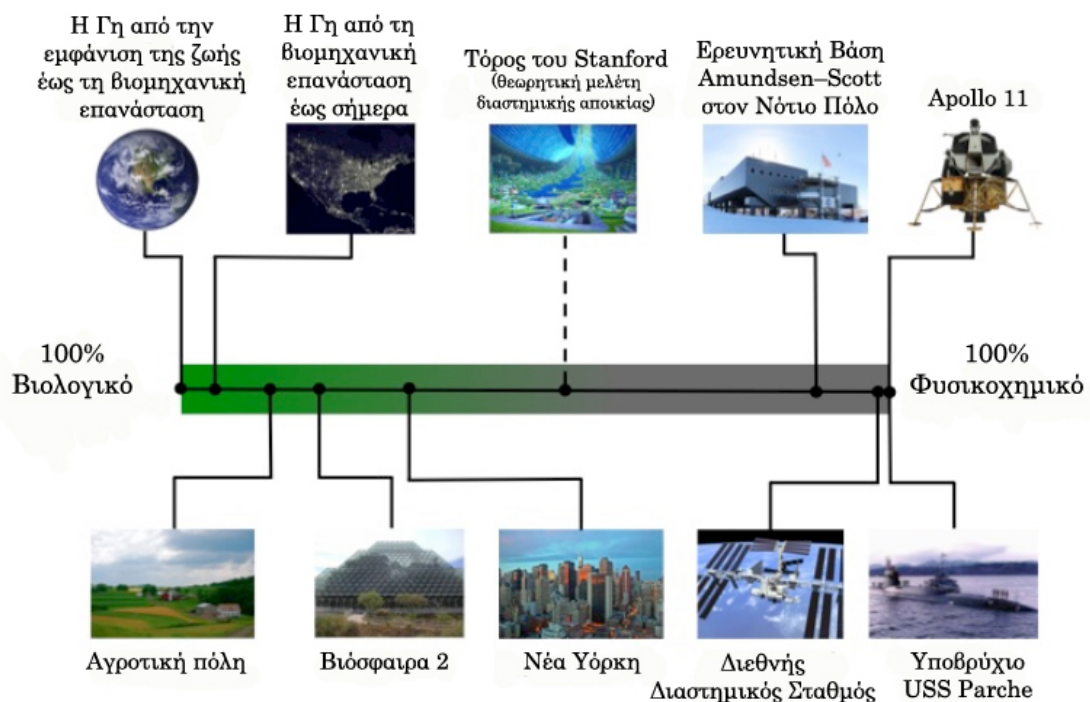 Η Γη από την
εμφάνιση της ζωής
έως τη βιομηχανική
επανάσταση
Η Γη από τη
βιομηχανική
επανάσταση
έως σήμερα
Τόρος του Stanford
(θεωρητική μελέτη
διαστημικής αποικίας)
Ερευνητική Βάση
Amundsen–Scott
στον Νότιο Πόλο
Apollo 11
100%
Βιολογικό
100%
Φυσικοχημικό
Αγροτική πόλη
Βιόσφαιρα 2
Νέα Υόρκη
Διεθνής
Διαστημικός Σταθμός
Υποβρύχιο
USS Parche